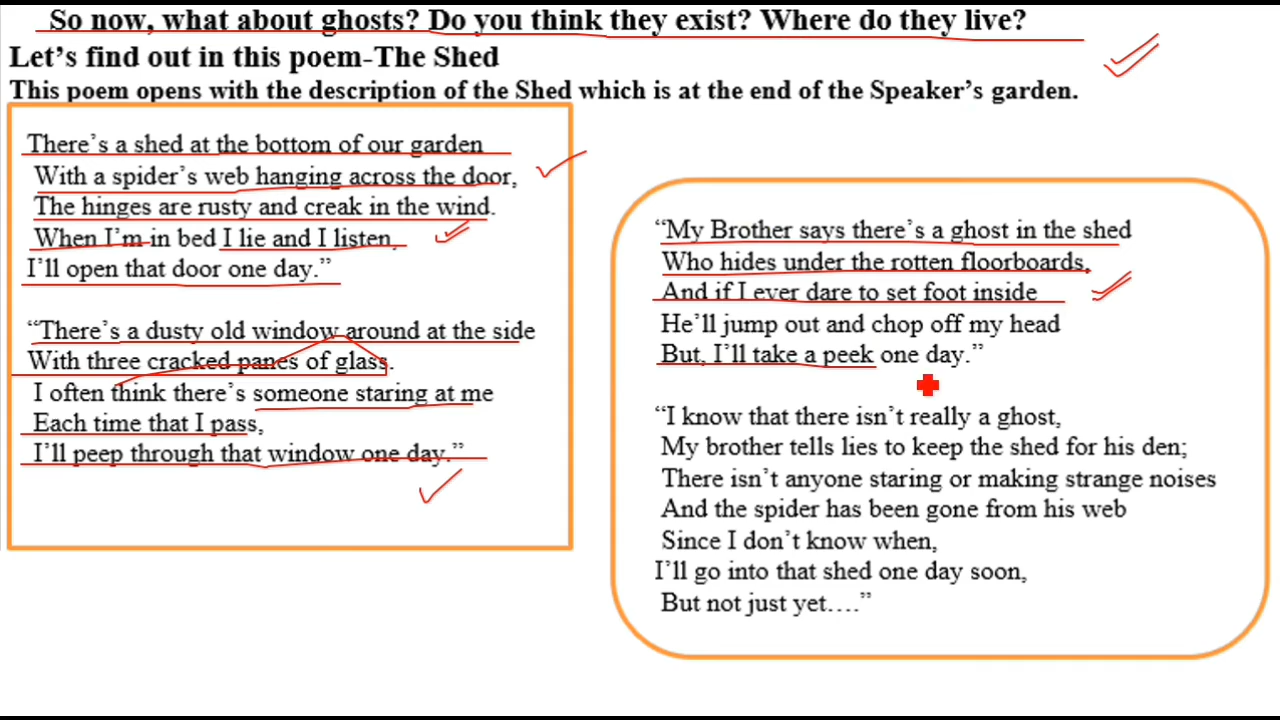 So now, what about ghosts? Do you think they exist? Where do they live?
Let's find out in this poem-The Shed
This poem opens with the description of the Shed which is at the end of the Speaker's garden.
There's a shed at the bottom of our garden
With a spider's web hanging across the door,
The hinges are rusty and creak in the wind.
When I'm in bed I lie and I listen,
I'll open that door one day.”
“There's a dusty old window around at the side
With three cracked panes of glass.
I often think there's someone staring at me
Each time that I pass,
I'll peep through that window one day.”
“My Brother says there's a ghost in the shed
Who hides under the rotten floorboards,
And if I ever dare to set foot inside
He'll jump out and chop off my head
But, I'll take a peek one day.”
“I know that there isn't really a ghost,
My brother tells lies to keep the shed for his den;
There isn't anyone staring or making strange noises
And the spider has been gone from his web
Since I don't know when,
I'll go into that shed one day soon,
But not just yet....”